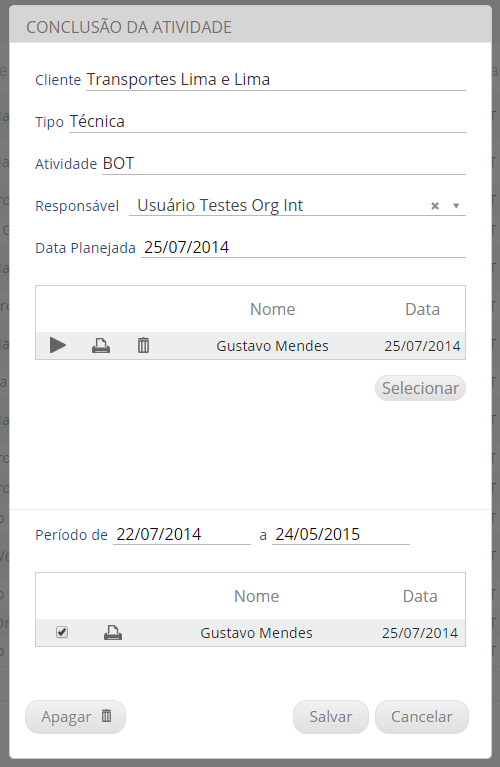 CONCLUSÃO DA ATIVIDADE
Cliente Transportes Lima e Lima
Tipo Técnica
Atividade BOT
Responsável Usuário Testes Org Int
Data Planejada 25/07/2014
Nome Data
Gustavo Mendes 25/07/2014
Selecionar
Período de 22/07/2014 a 24/05/2015
Nome Data
Gustavo Mendes 25/07/2014
Apagar Salvar Cancelar